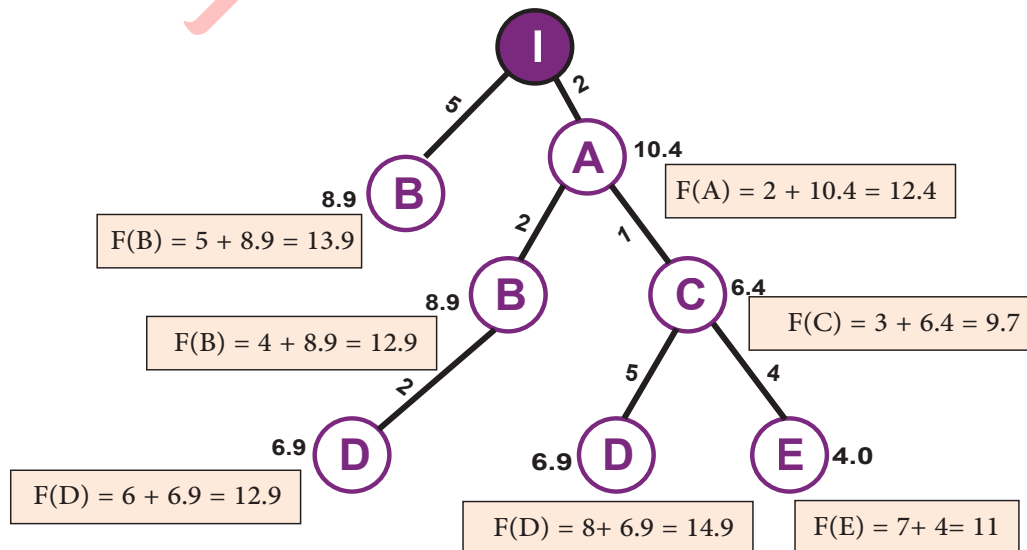 I
5
2
A
10.4
B
8.9
F(A) = 2 + 10.4 = 12.4
F(B) = 5 + 8.9 = 13.9
2
1
B
8.9
C
6.4
F(C) = 3 + 6.4 = 9.7
F(B) = 4 + 8.9 = 12.9
2
5
4
D
6.9
D
6.9
E
4.0
F(D) = 6 + 6.9 = 12.9
F(D) = 8+ 6.9 = 14.9
F(E) = 7+ 4= 11